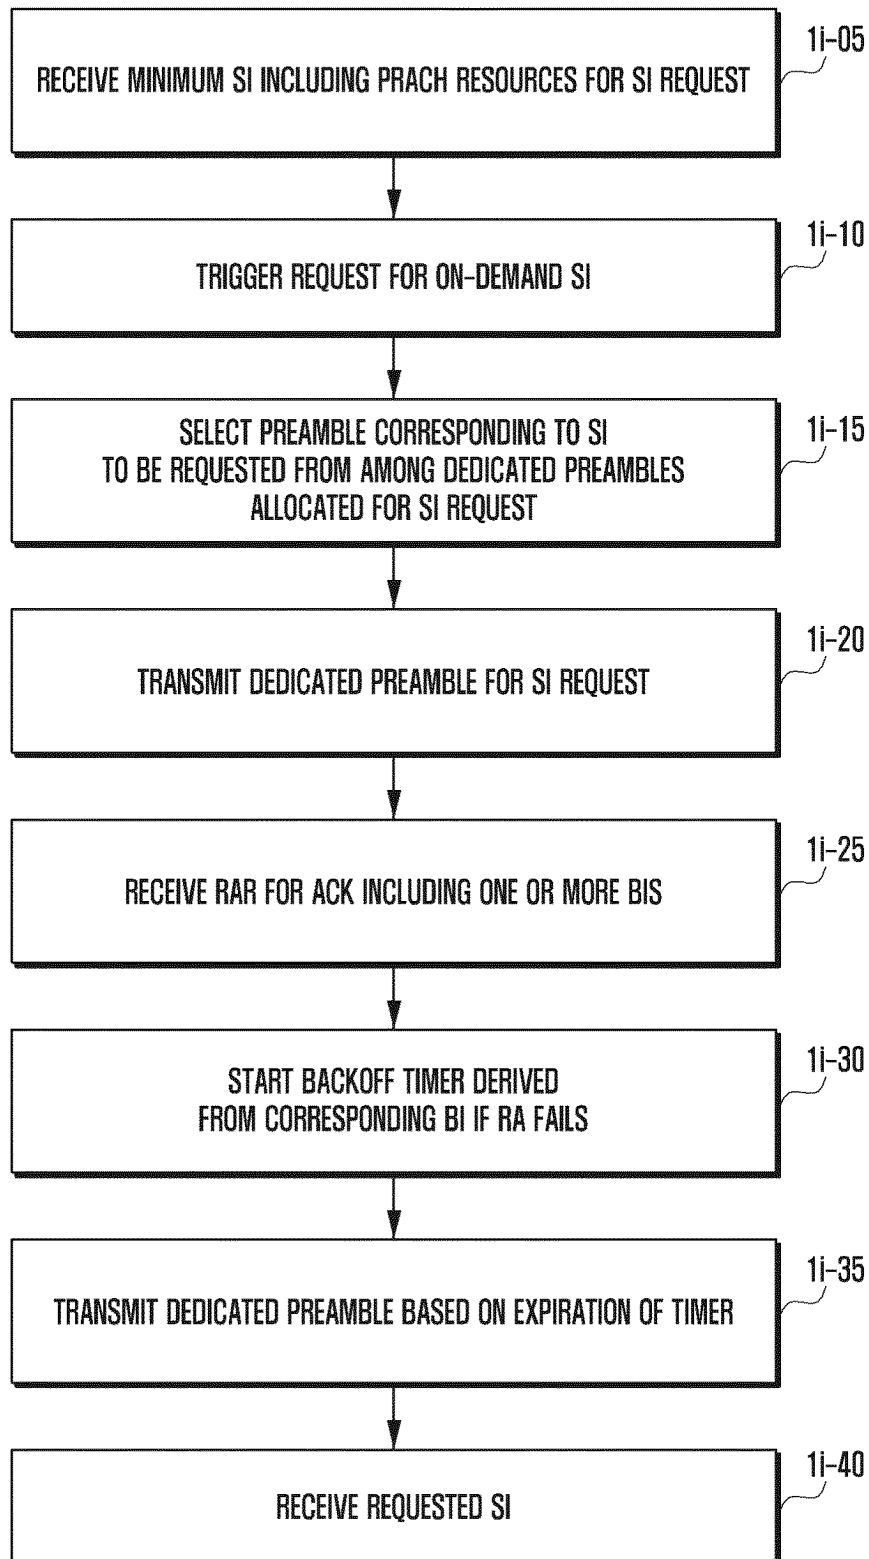 1i-05
RECEIVE MINIMUM SI INCLUDING PRACH RESOURCES FOR SI REQUEST
1i-10
TRIGGER REQUEST FOR ON-DEMAND SI
1i-15
SELECT PREAMBLE CORRESPONDING TO SI
TO BE REQUESTED FROM AMONG DEDICATED PREAMBLES
ALLOCATED FOR SI REQUEST
1i-20
TRANSMIT DEDICATED PREAMBLE FOR SI REQUEST
1i-25
RECEIVE RAR FOR ACK INCLUDING ONE OR MORE BIS
1i-30
START BACKOFF TIMER DERIVED
FROM CORRESPONDING BI IF RA FAILS
1i-35
TRANSMIT DEDICATED PREAMBLE BASED ON EXPIRATION OF TIMER
1i-40
RECEIVE REQUESTED SI